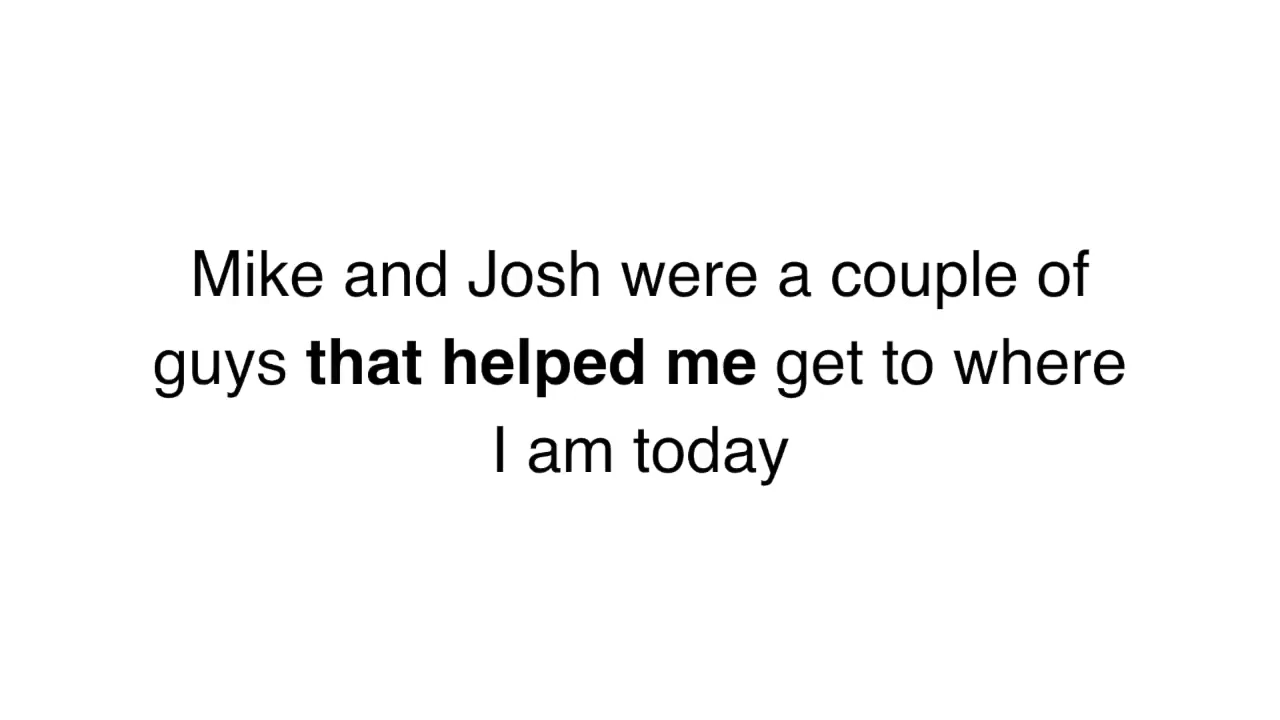 Mike and Josh were a couple of
guys that helped me get to where
I am today